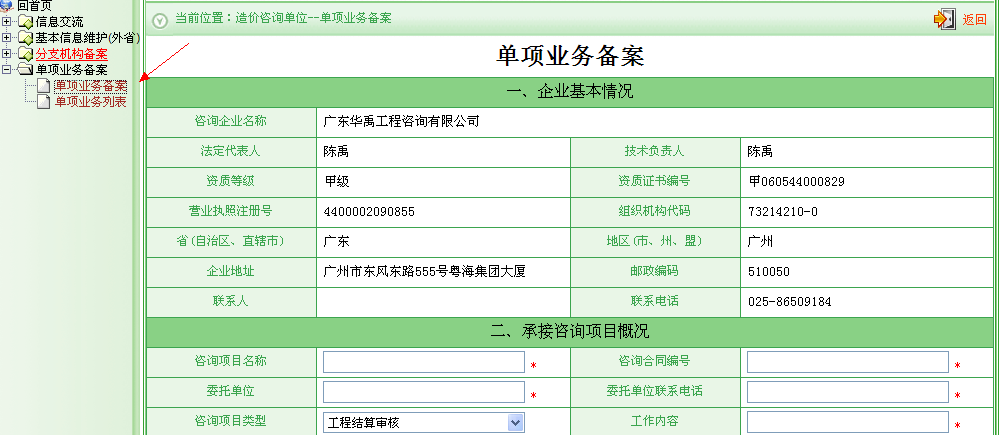 回首页
信息交流
基本信息维护(外省)
分支机构备案
单项业务备案
单项业务备案
单项业务列表
当前位置：造价咨询单位--单项业务备案
返回
单项业务备案
一、企业基本情况
咨询企业名称 广东华禹工程咨询有限公司
法定代表人 陈禹 技术负责人 陈禹
资质等级 甲级 资质证书编号 甲060544000829
营业执照注册号 4400002090855 组织机构代码 73214210-0
省(自治区、直辖市) 广东 地区(市、州、盟) 广州
企业地址 广州市东风东路555号粤海集团大厦 邮政编码 510050
联系人 联系电话 025-86509184
二、承接咨询项目概况
咨询项目名称 * 咨询合同编号 *
委托单位 * 委托单位联系电话 *
咨询项目类型 工程结算审核 工作内容 *